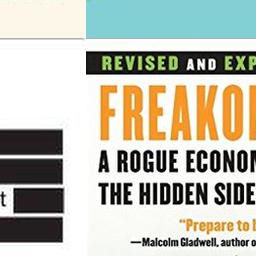 REVISED AND EXP
FREAKO
A ROGUE ECONOM
THE HIDDEN SIDE
t
"Prepare to b
—Malcolm Gladwell, author o